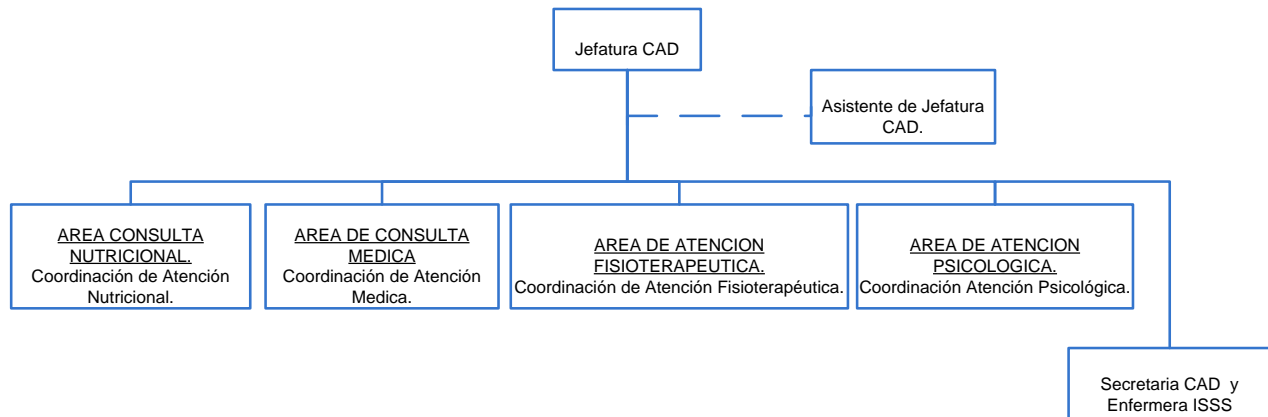 Jefatura CAD
Asistente de Jefatura
CAD.
AREA CONSULTA
NUTRICIONAL.
Coordinación de Atención
Nutricional.
AREA DE CONSULTA
MEDICA
Coordinación de Atención
Medica.
AREA DE ATENCION
FISIOTERAPEUTICA.
Coordinación de Atención Fisioterapéutica.
AREA DE ATENCION
PSICOLOGICA.
Coordinación Atención Psicológica.
Secretaria CAD y
Enfermera ISSS